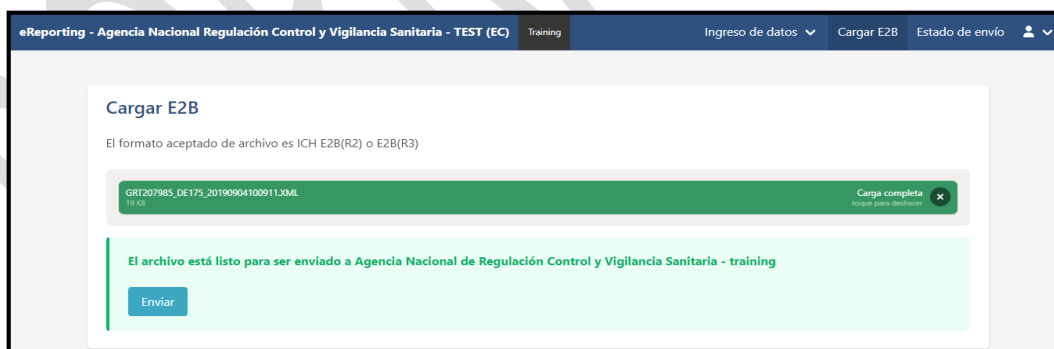 eReporting - Agencia Nacional Regulación Control y Vigilancia Sanitaria - TEST (EC) Training Ingreso de datos Cargar E2B Estado de envío
Cargar E2B
El formato aceptado de archivo es ICH E2B(R2) o E2B(R3)
GRT207985_DE175_20190904100911.XML Carga completa
19 KB toque para deshacer
El archivo está listo para ser enviado a Agencia Nacional de Regulación Control y Vigilancia Sanitaria - training
Enviar